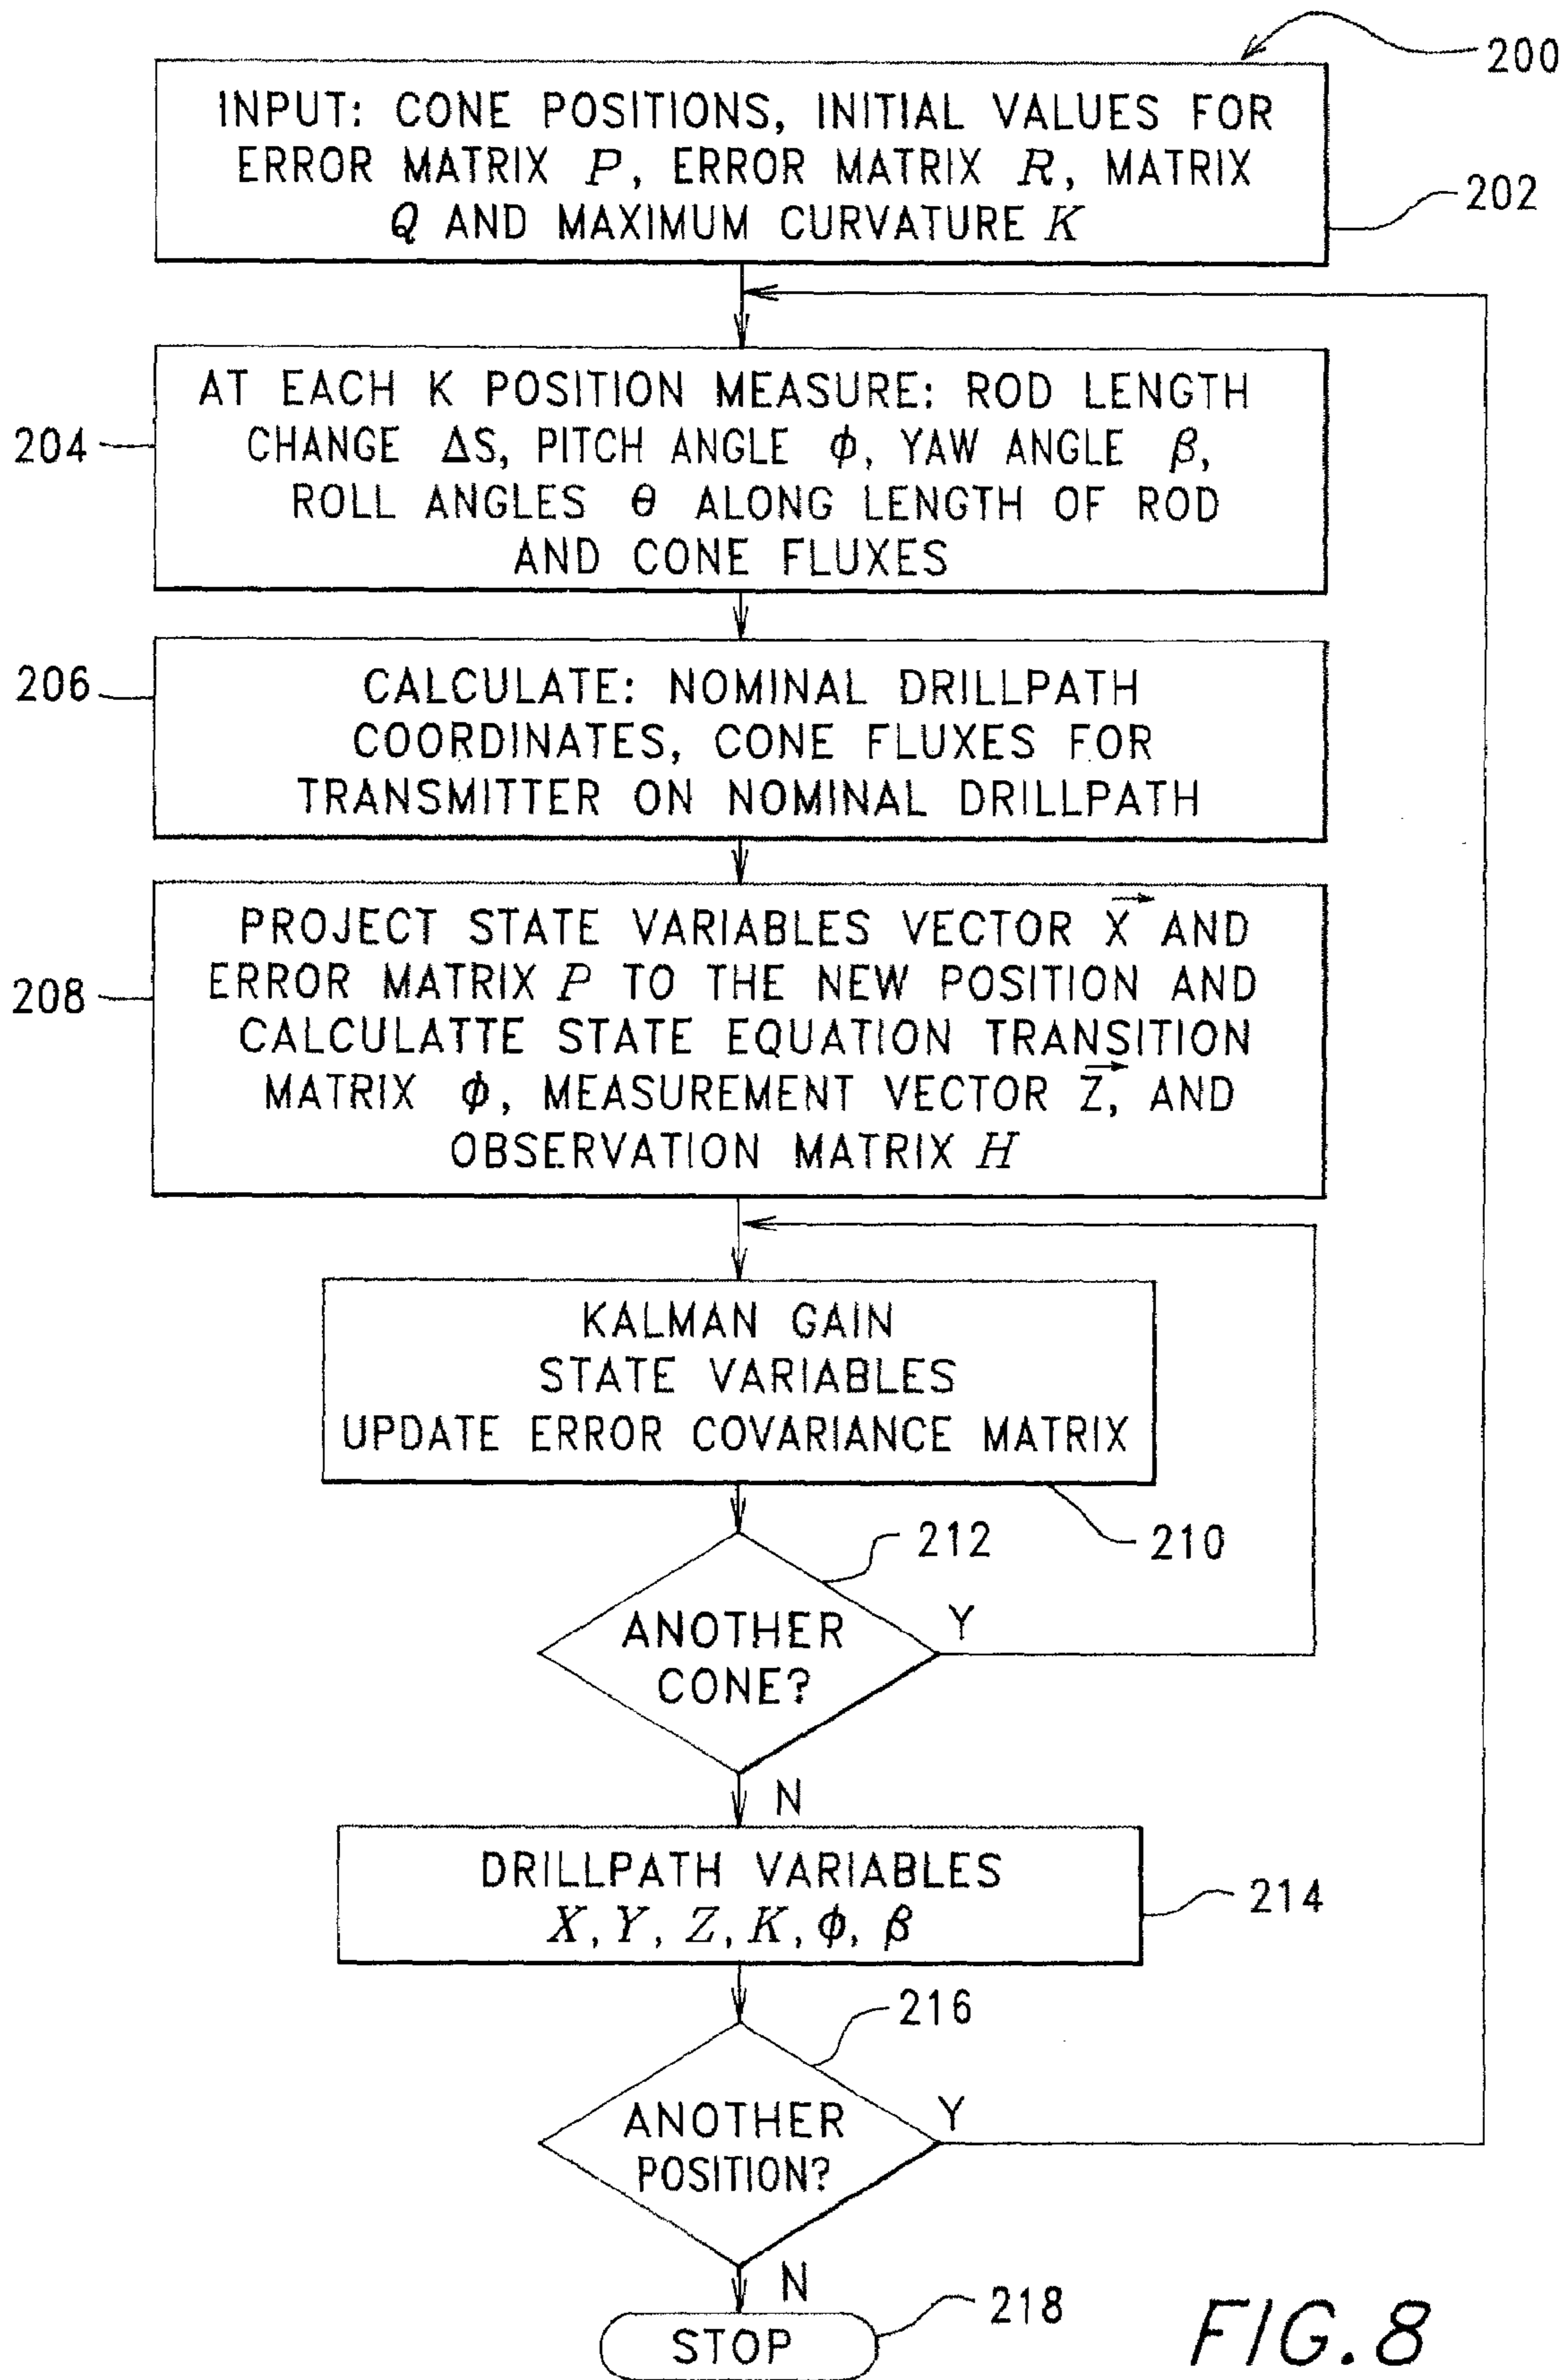 200
INPUT: CONE POSITIONS, INITIAL VALUES FOR
ERROR MATRIX P, ERROR MATRIX R, MATRIX
Q AND MAXIMUM CURVATURE K
202
AT EACH K POSITION MEASURE: ROD LENGTH
CHANGE ΔS, PITCH ANGLE ϕ, YAW ANGLE β,
ROLL ANGLES θ ALONG LENGTH OF ROD
AND CONE FLUXES
204
CALCULATE: NOMINAL DRILLPATH
COORDINATES, CONE FLUXES FOR
TRANSMITTER ON NOMINAL DRILLPATH
206
PROJECT STATE VARIABLES VECTOR X⃗ AND
ERROR MATRIX P TO THE NEW POSITION AND
CALCULATTE STATE EQUATION TRANSITION
MATRIX ϕ, MEASUREMENT VECTOR Z⃗, AND
OBSERVATION MATRIX H
208
KALMAN GAIN
STATE VARIABLES
UPDATE ERROR COVARIANCE MATRIX
210
212
ANOTHER
CONE?
Y
N
DRILLPATH VARIABLES
X, Y, Z, K, ϕ, β
214
216
ANOTHER
POSITION?
Y
N
STOP
218
FIG. 8